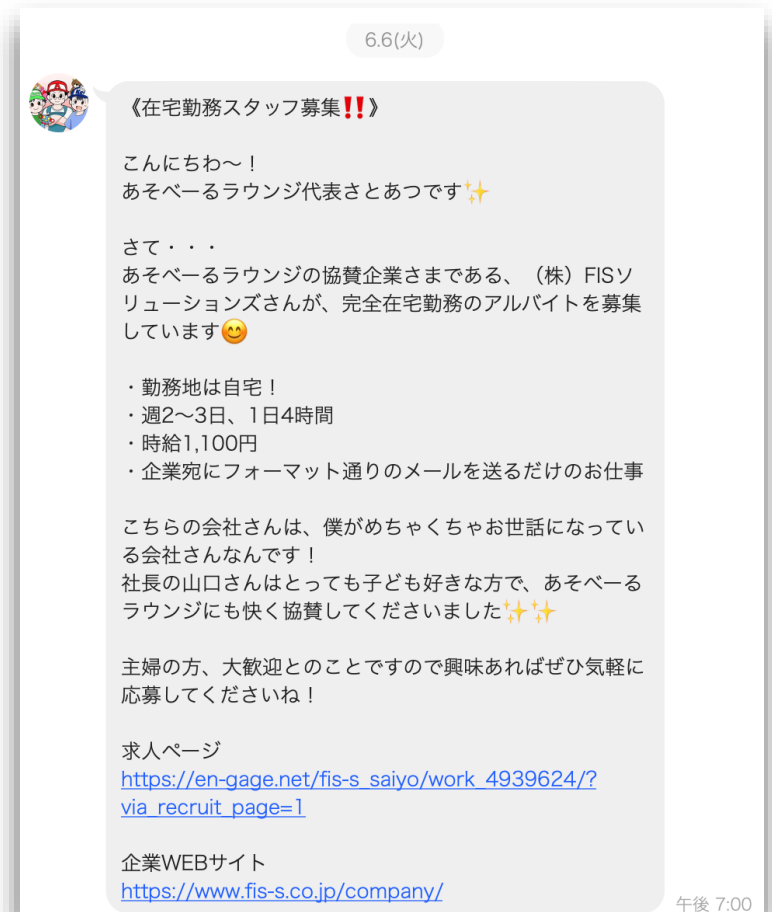 6.6(火)
《在宅勤務スタッフ募集‼️》
こんにちわ〜！
あそべーるラウンジ代表さとあつです✨
さて・・・
あそべーるラウンジの協賛企業さまである、（株）FISソ
リューションズさんが、完全在宅勤務のアルバイトを募集
しています😊
・勤務地は自宅！
・週2〜3日、1日4時間
・時給1,100円
・企業宛にフォーマット通りのメールを送るだけのお仕事
こちらの会社さんは、僕がめちゃくちゃお世話になってい
る会社さんなんです！
社長の山口さんはとっても子ども好きな方で、あそべーる
ラウンジにも快く協賛してくださいました✨✨
主婦の方、大歓迎とのことですので興味あればぜひ気軽に
応募してくださいね！
求人ページ
https://en-gage.net/fis-s_saiyo/work_4939624/?
via_recruit_page=1
企業WEBサイト
https://www.fis-s.co.jp/company/
午後 7:00